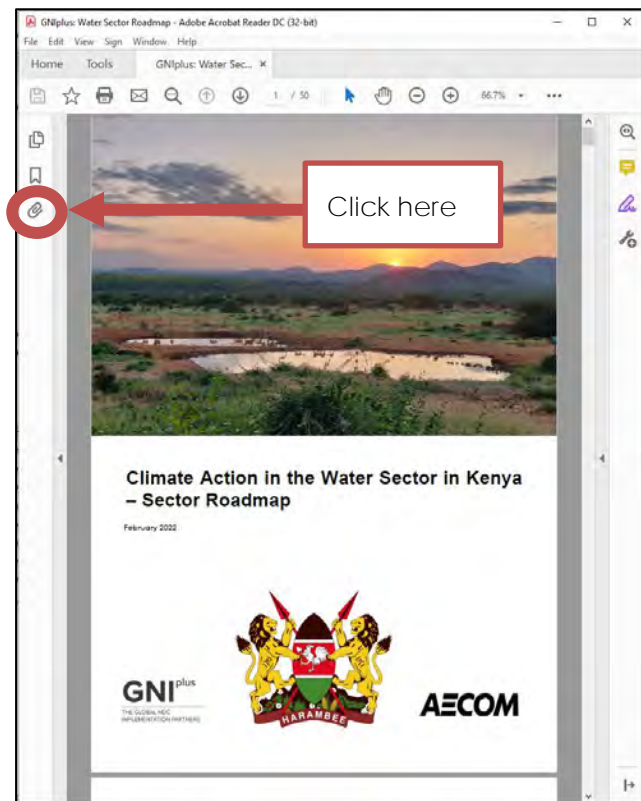 GNIplus: Water Sector Roadmap - Adobe Acrobat Reader DC (32-bit)
File Edit View Sign Window Help
Home Tools GNIplus: Water Sec... ×
1 / 50 66.7%
Click here
Climate Action in the Water Sector in Kenya
– Sector Roadmap
February 2022
GNI plus
THE GLOBAL NDC
IMPLEMENTATION PARTNERS
HARAMBEE
AECOM